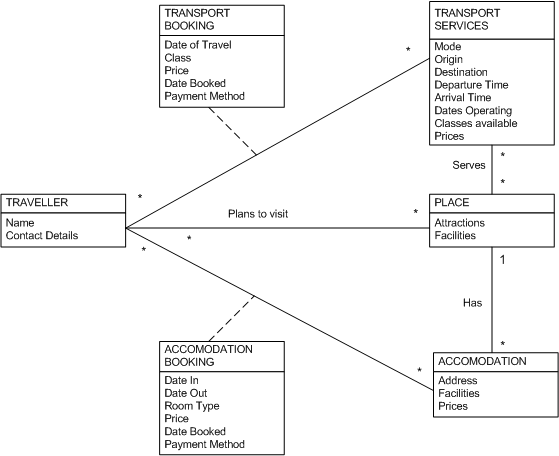 TRANSPORT
BOOKING
Date of Travel
Class
Price
Date Booked
Payment Method
TRANSPORT
SERVICES
Mode
Origin
Destination
Departure Time
Arrival Time
Dates Operating
Classes available
Prices
*
*
Serves
*
*
TRAVELLER
Name
Contact Details
Plans to visit
*
*
PLACE
Attractions
Facilities
*
1
Has
*
*
ACCOMODATION
BOOKING
Date In
Date Out
Room Type
Price
Date Booked
Payment Method
ACCOMODATION
Address
Facilities
Prices